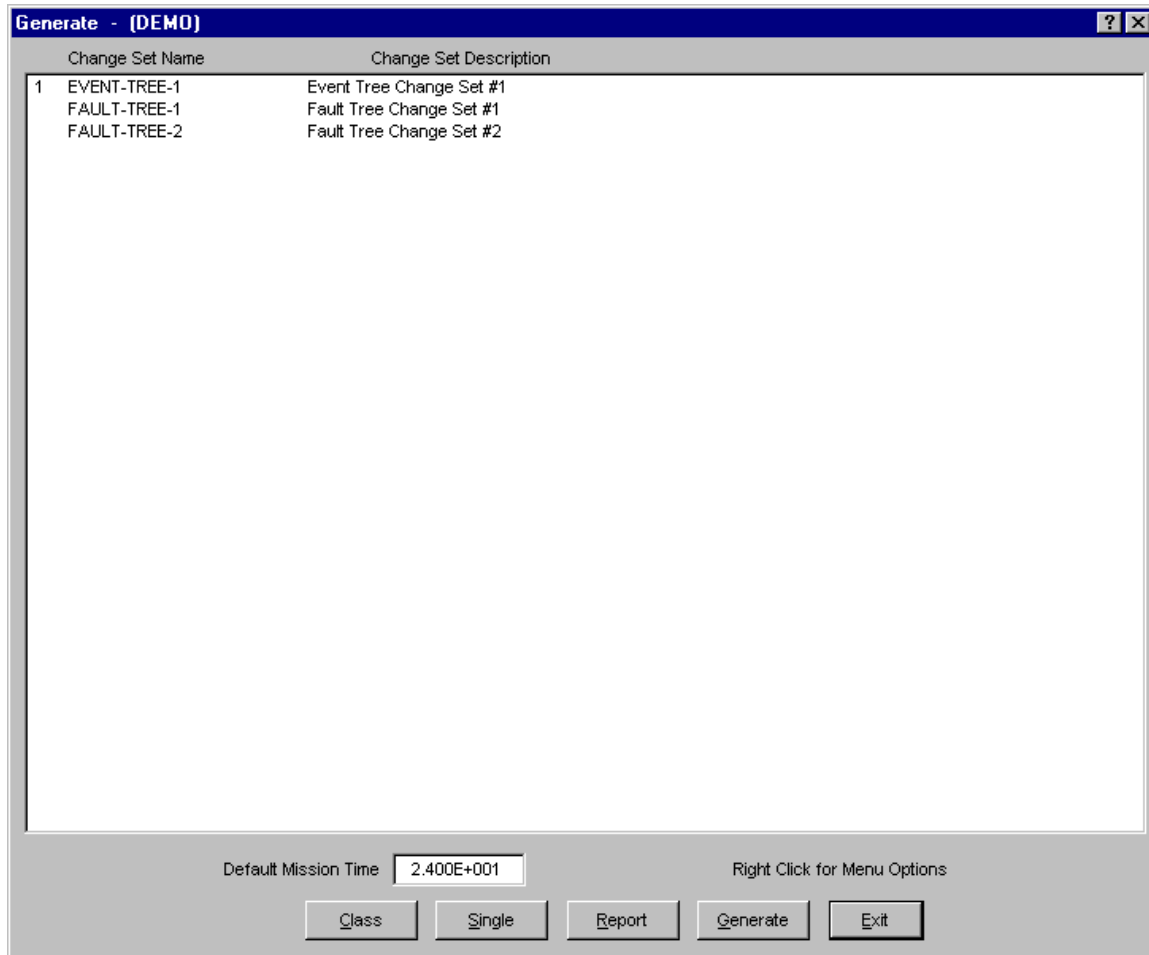 Generate - (DEMO)
Change Set Name Change Set Description
1 EVENT-TREE-1 Event Tree Change Set #1
FAULT-TREE-1 Fault Tree Change Set #1
FAULT-TREE-2 Fault Tree Change Set #2
Default Mission Time 2.400E+001 Right Click for Menu Options
Class Single Report Generate Exit